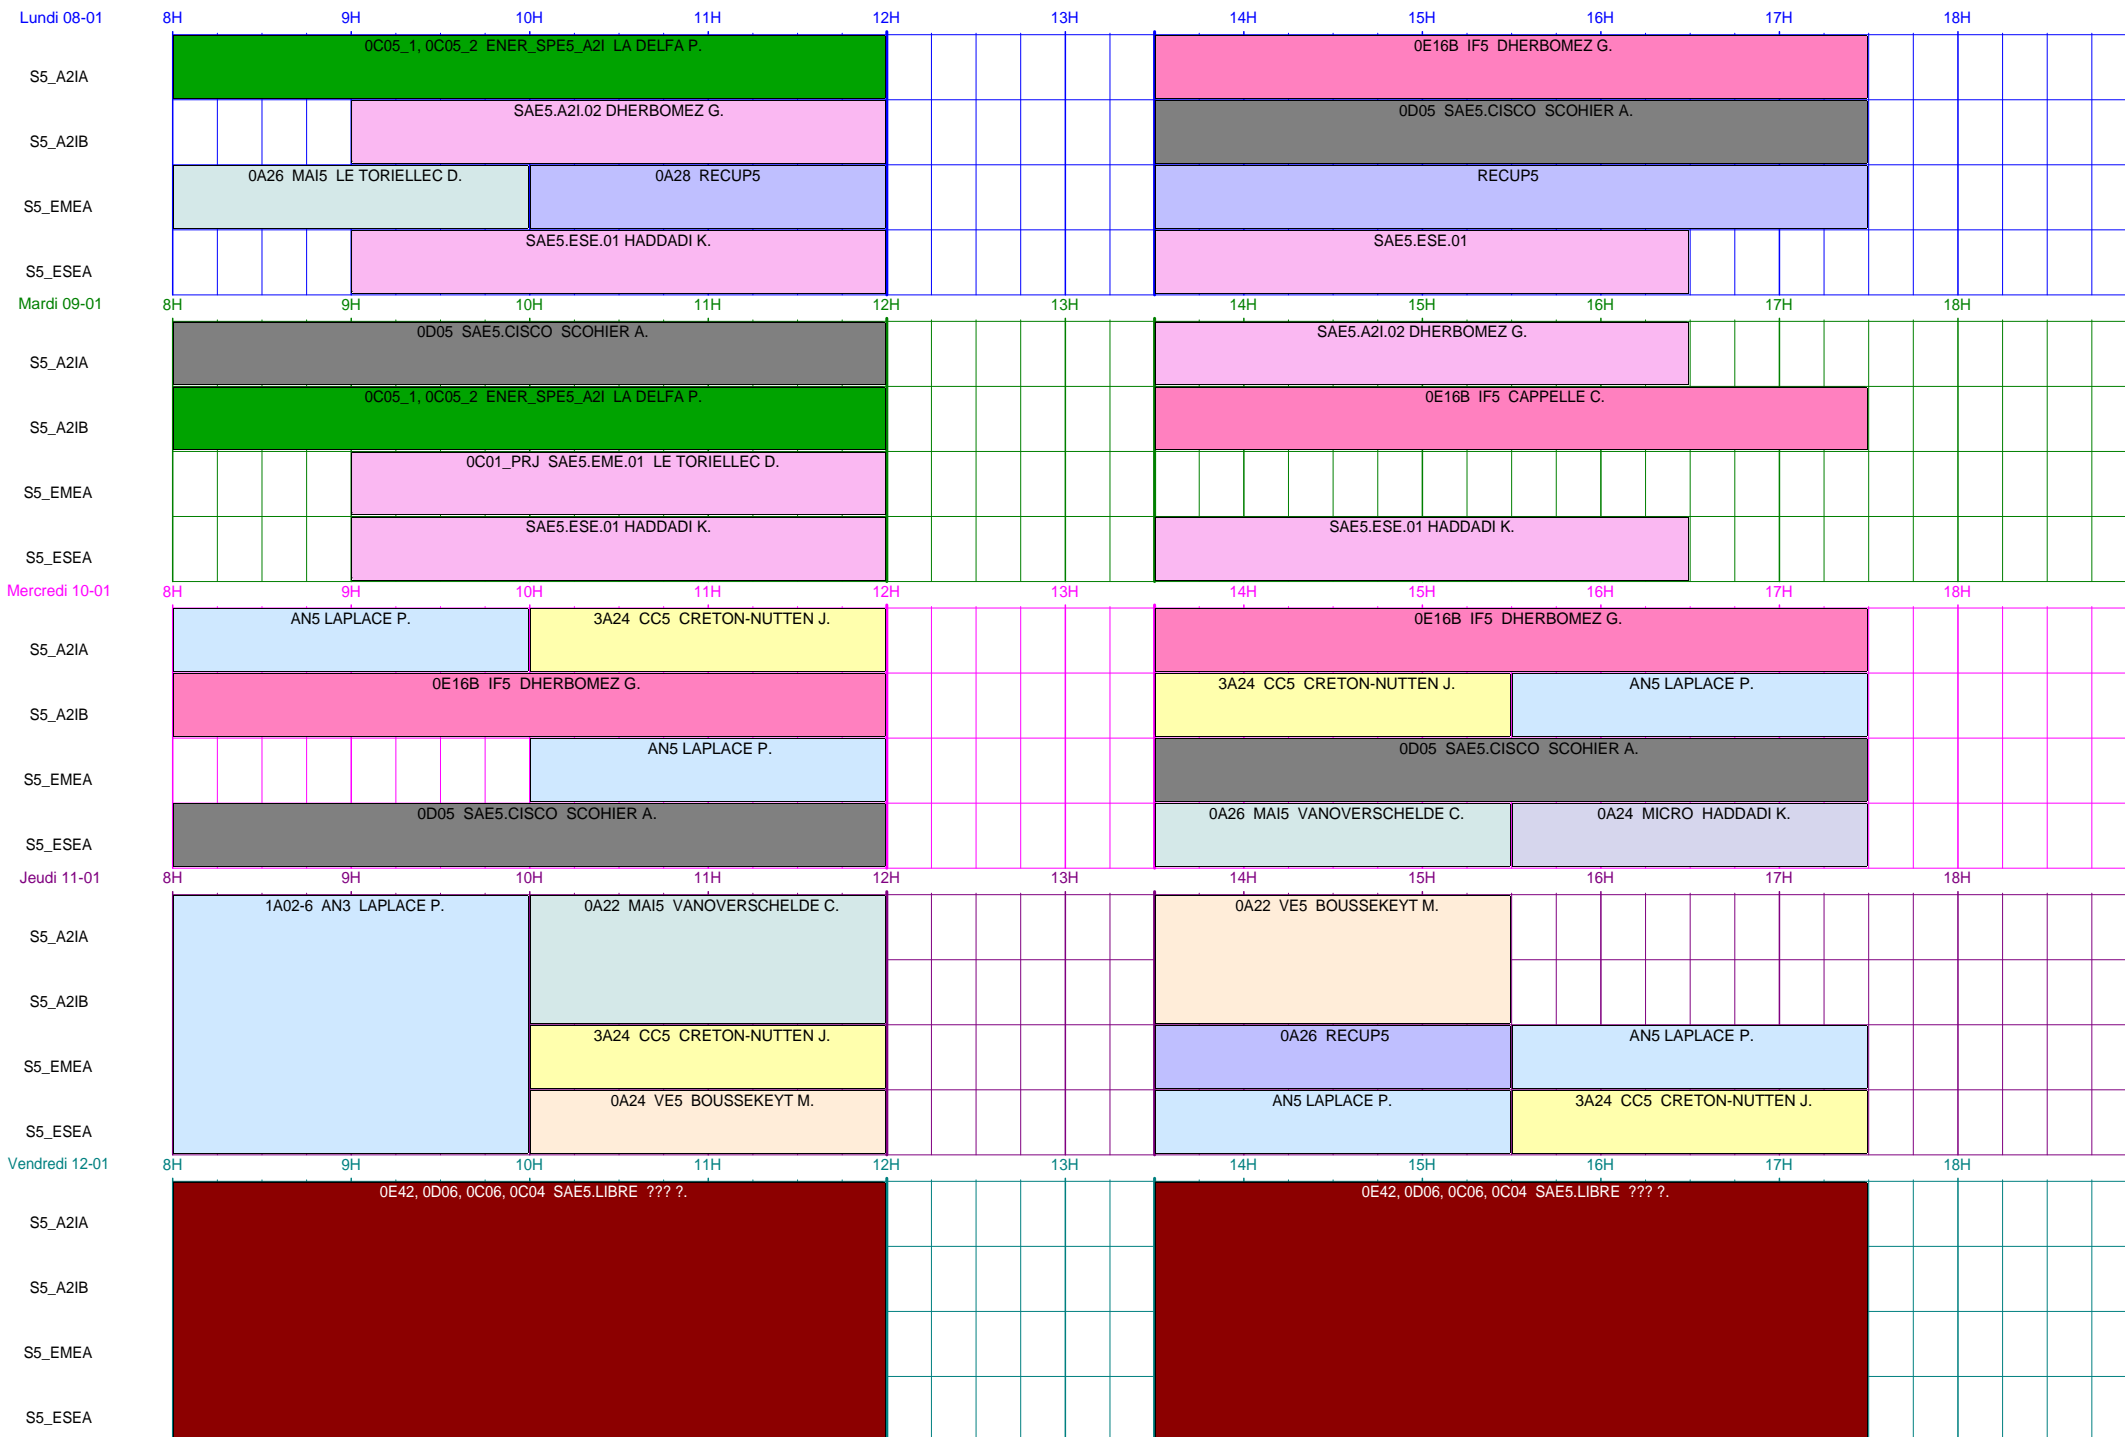 Lundi 08-01 8H 9H 10H 11H 12H 13H 14H 15H 16H 17H 18H
0C05_1, 0C05_2 ENER_SPE5_A2I LA DELFA P. 0E16B IF5 DHERBOMEZ G.
S5_A2IA
SAE5.A2I.02 DHERBOMEZ G. 0D05 SAE5.CISCO SCOHIER A.
S5_A2IB
0A26 MAI5 LE TORIELLEC D. 0A28 RECUP5 RECUP5
S5_EMEA
SAE5.ESE.01 HADDADI K. SAE5.ESE.01
S5_ESEA
Mardi 09-01 8H 9H 10H 11H 12H 13H 14H 15H 16H 17H 18H
0D05 SAE5.CISCO SCOHIER A. SAE5.A2I.02 DHERBOMEZ G.
S5_A2IA
0C05_1, 0C05_2 ENER_SPE5_A2I LA DELFA P. 0E16B IF5 CAPPELLE C.
S5_A2IB
0C01_PRJ SAE5.EME.01 LE TORIELLEC D.
S5_EMEA
SAE5.ESE.01 HADDADI K. SAE5.ESE.01 HADDADI K.
S5_ESEA
Mercredi 10-01 8H 9H 10H 11H 12H 13H 14H 15H 16H 17H 18H
AN5 LAPLACE P. 3A24 CC5 CRETON-NUTTEN J. 0E16B IF5 DHERBOMEZ G.
S5_A2IA
0E16B IF5 DHERBOMEZ G. 3A24 CC5 CRETON-NUTTEN J. AN5 LAPLACE P.
S5_A2IB
AN5 LAPLACE P. 0D05 SAE5.CISCO SCOHIER A.
S5_EMEA
0D05 SAE5.CISCO SCOHIER A. 0A26 MAI5 VANOVERSCHELDE C. 0A24 MICRO HADDADI K.
S5_ESEA
Jeudi 11-01 8H 9H 10H 11H 12H 13H 14H 15H 16H 17H 18H
1A02-6 AN3 LAPLACE P. 0A22 MAI5 VANOVERSCHELDE C. 0A22 VE5 BOUSSEKEYT M.
S5_A2IA
S5_A2IB
3A24 CC5 CRETON-NUTTEN J. 0A26 RECUP5 AN5 LAPLACE P.
S5_EMEA
0A24 VE5 BOUSSEKEYT M. AN5 LAPLACE P. 3A24 CC5 CRETON-NUTTEN J.
S5_ESEA
Vendredi 12-01 8H 9H 10H 11H 12H 13H 14H 15H 16H 17H 18H
0E42, 0D06, 0C06, 0C04 SAE5.LIBRE ??? ?. 0E42, 0D06, 0C06, 0C04 SAE5.LIBRE ??? ?.
S5_A2IA
S5_A2IB
S5_EMEA
S5_ESEA